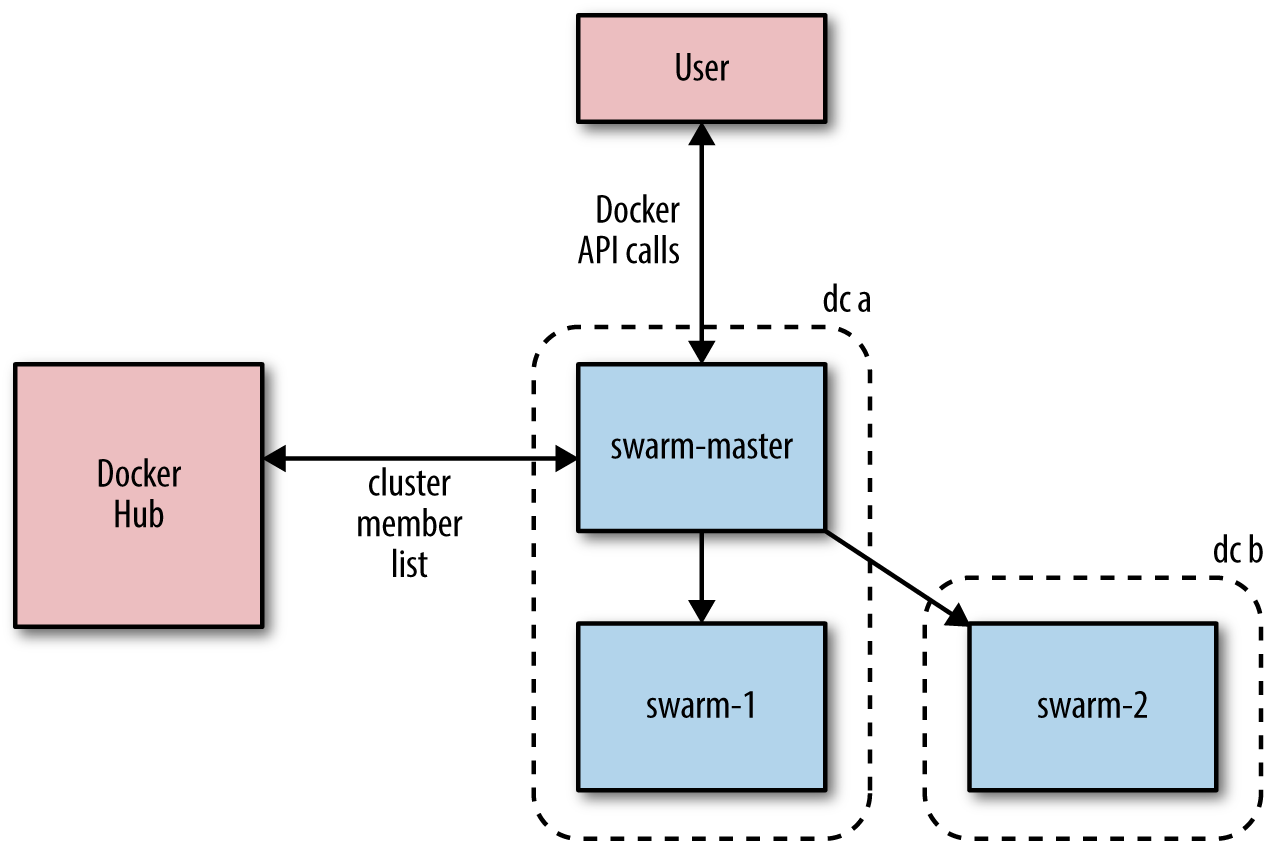 User
Docker
API calls
dc a
swarm-master
Docker
Hub
cluster
member
list
dc b
swarm-1
swarm-2